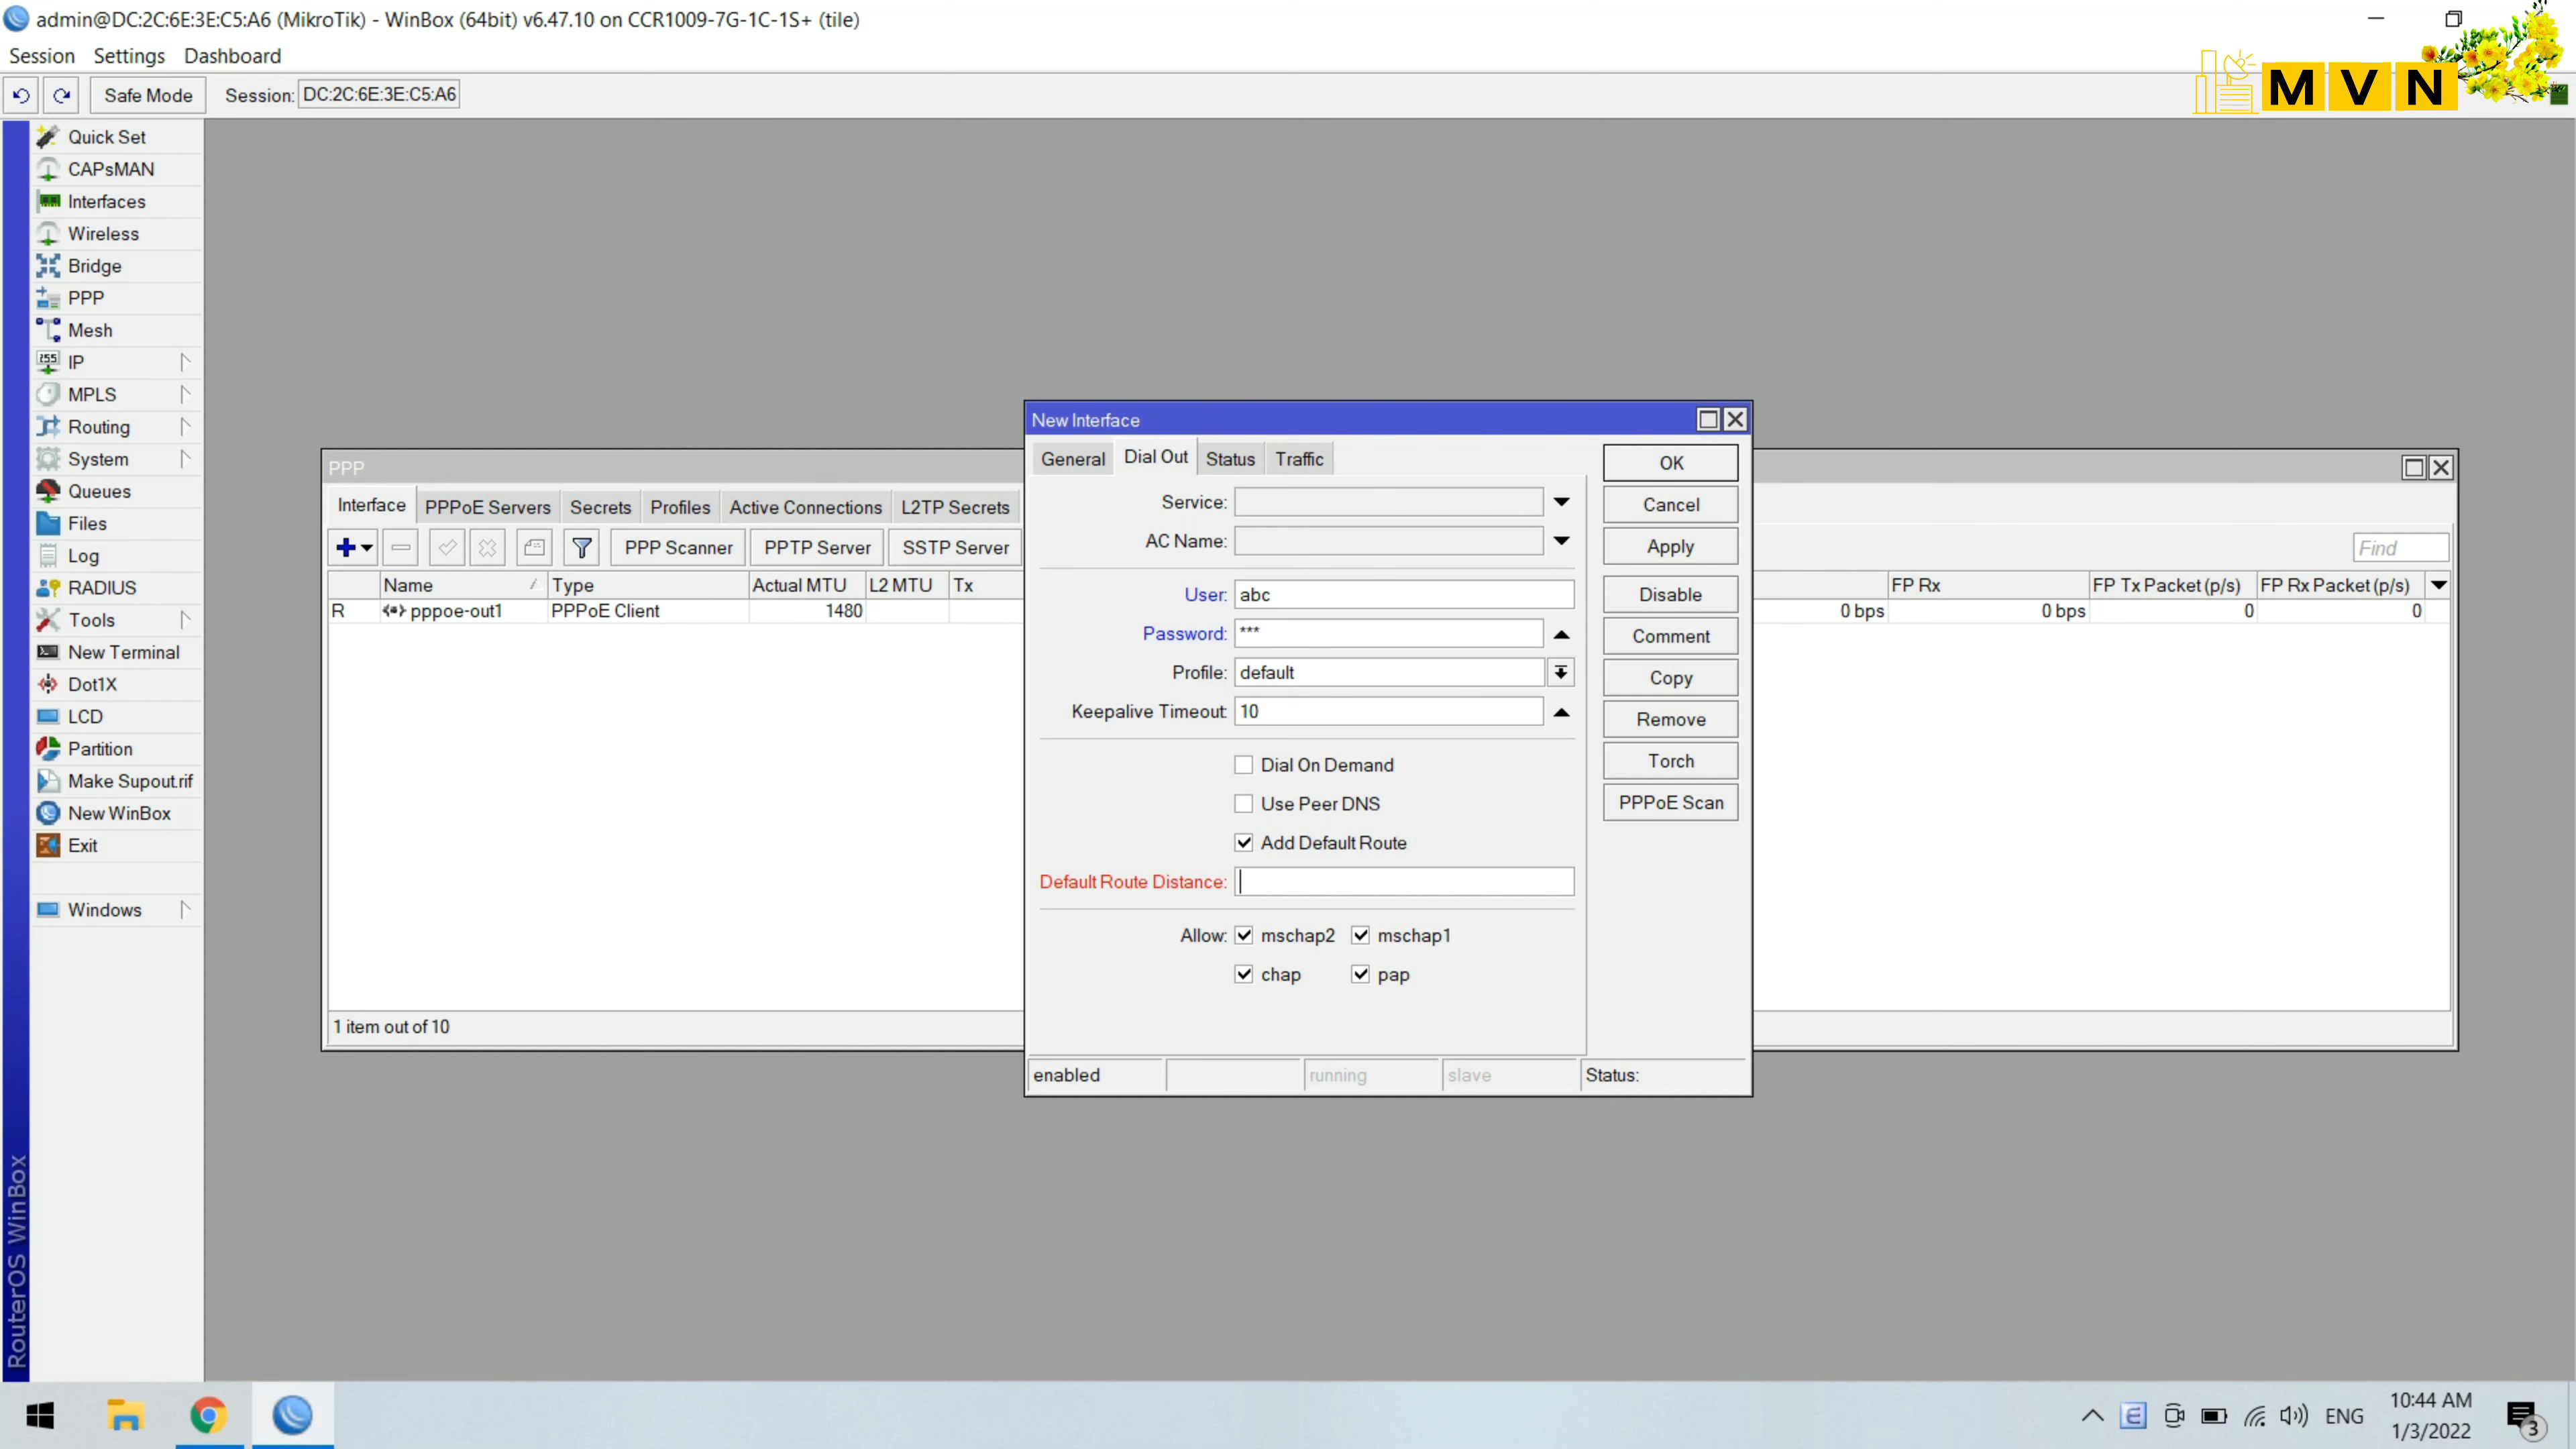 admin@DC:2C:6E:3E:C5:A6 (MikroTik) - WinBox (64bit) v6.47.10 on CCR1009-7G-1C-1S+ (tile)
Session Settings Dashboard
Safe Mode Session: DC:2C:6E:3E:C5:A6
MVN
Quick Set
CAPsMAN
Interfaces
Wireless
Bridge
PPP
Mesh
255 IP
MPLS
Routing
System
Queues
Files
Log
RADIUS
Tools
New Terminal
Dot1X
LCD
Partition
Make Supout.rif
New WinBox
Exit
Windows
RouterOS WinBox
PPP
Interface PPPoE Servers Secrets Profiles Active Connections L2TP Secrets
PPP Scanner PPTP Server SSTP Server Find
Name Type Actual MTU L2 MTU Tx FP Rx FP Tx Packet (p/s) FP Rx Packet (p/s)
R pppoe-out1 PPPoE Client 1480 0 bps 0 bps 0 0
1 item out of 10
New Interface
General Dial Out Status Traffic
Service:
AC Name:
User: abc
Password: ***
Profile: default
Keepalive Timeout: 10
Dial On Demand
Use Peer DNS
Add Default Route
Default Route Distance:
Allow: mschap2 mschap1
chap pap
OK
Cancel
Apply
Disable
Comment
Copy
Remove
Torch
PPPoE Scan
enabled running slave Status:
ENG
10:44 AM
1/3/2022
3